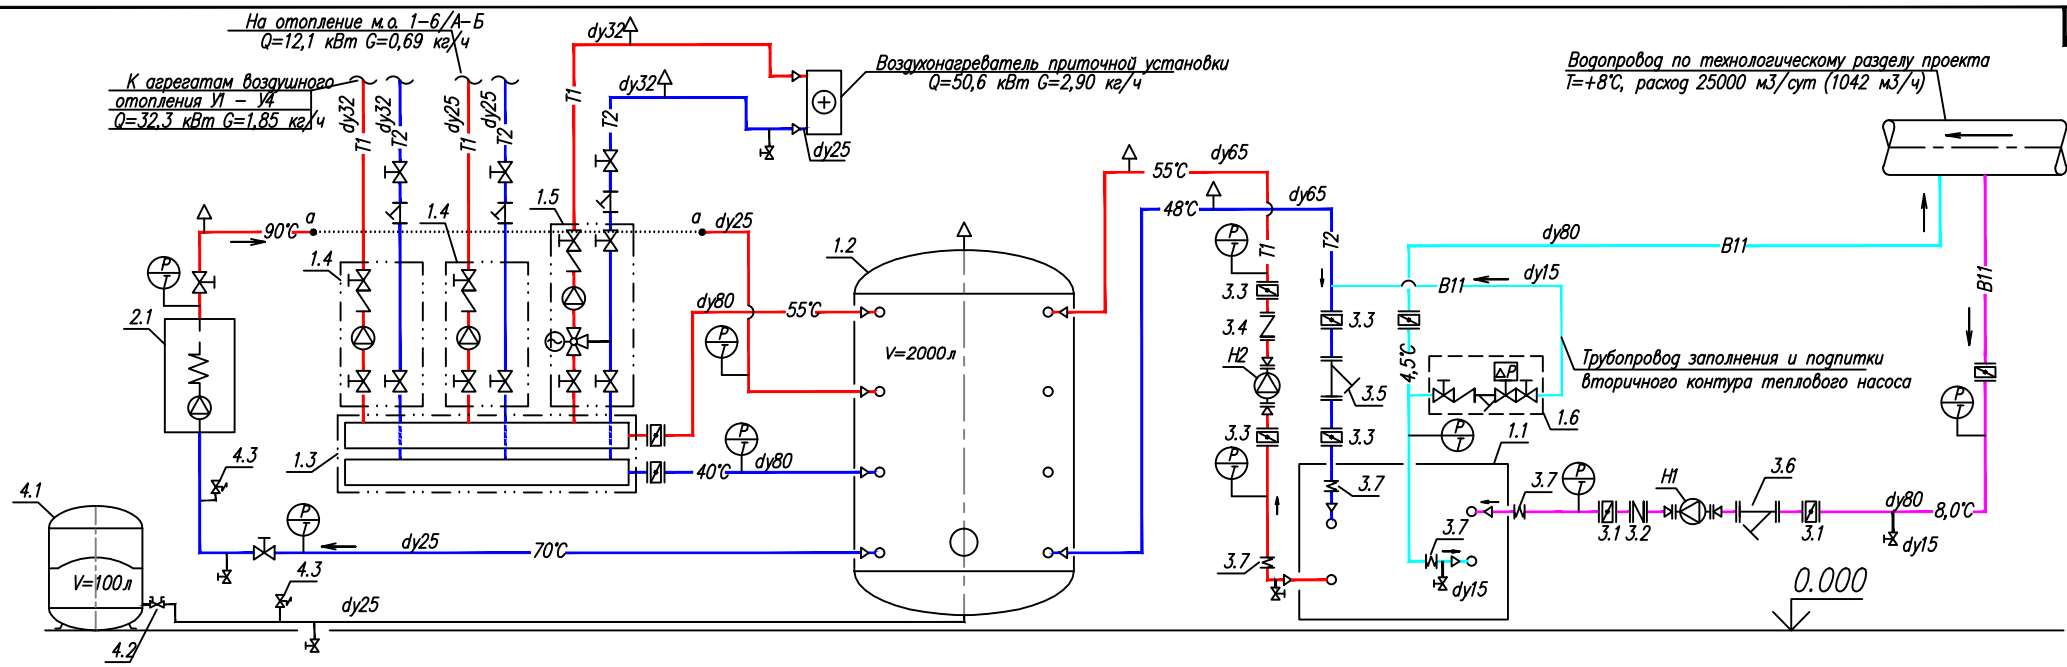 На отопление м.о. 1-6/А-Б
Q=12,1 кВт G=0,69 кг/ч
К агрегатам воздушного
отопления У1 - У4
Q=32,3 кВт G=1,85 кг/ч
Воздухонагреватель приточной установки
Q=50,6 кВт G=2,90 кг/ч
Водопровод по технологическому разделу проекта
Т=+8°С, расход 25000 м3/сут (1042 м3/ч)
dy32
dy32
dy25
dy32
dy32
dy25
dy25
T1
T2
T1
T2
T1
T2
1.5
1.4
1.4
a
a
dy25
90°C
P
T
2.1
1.3
dy80
55°C
P
T
P
T
40°C
dy80
1.2
V=2000л
55°C
dy65
48°C
dy65
P
T
T1
T2
3.3
3.4
Н2
3.3
P
T
3.7
3.3
3.5
3.3
3.7
dy80
В11
В11
dy15
В11
4,5°C
ΔP
1.6
P
T
Трубопровод заполнения и подпитки
вторичного контура теплового насоса
1.1
3.7
dy15
3.7
P
T
3.1
3.2
Н1
3.6
3.1
dy80
8,0°C
dy15
P
T
0.000
4.3
4.1
P
T
dy25
70°C
V=100л
4.3
dy25
4.2